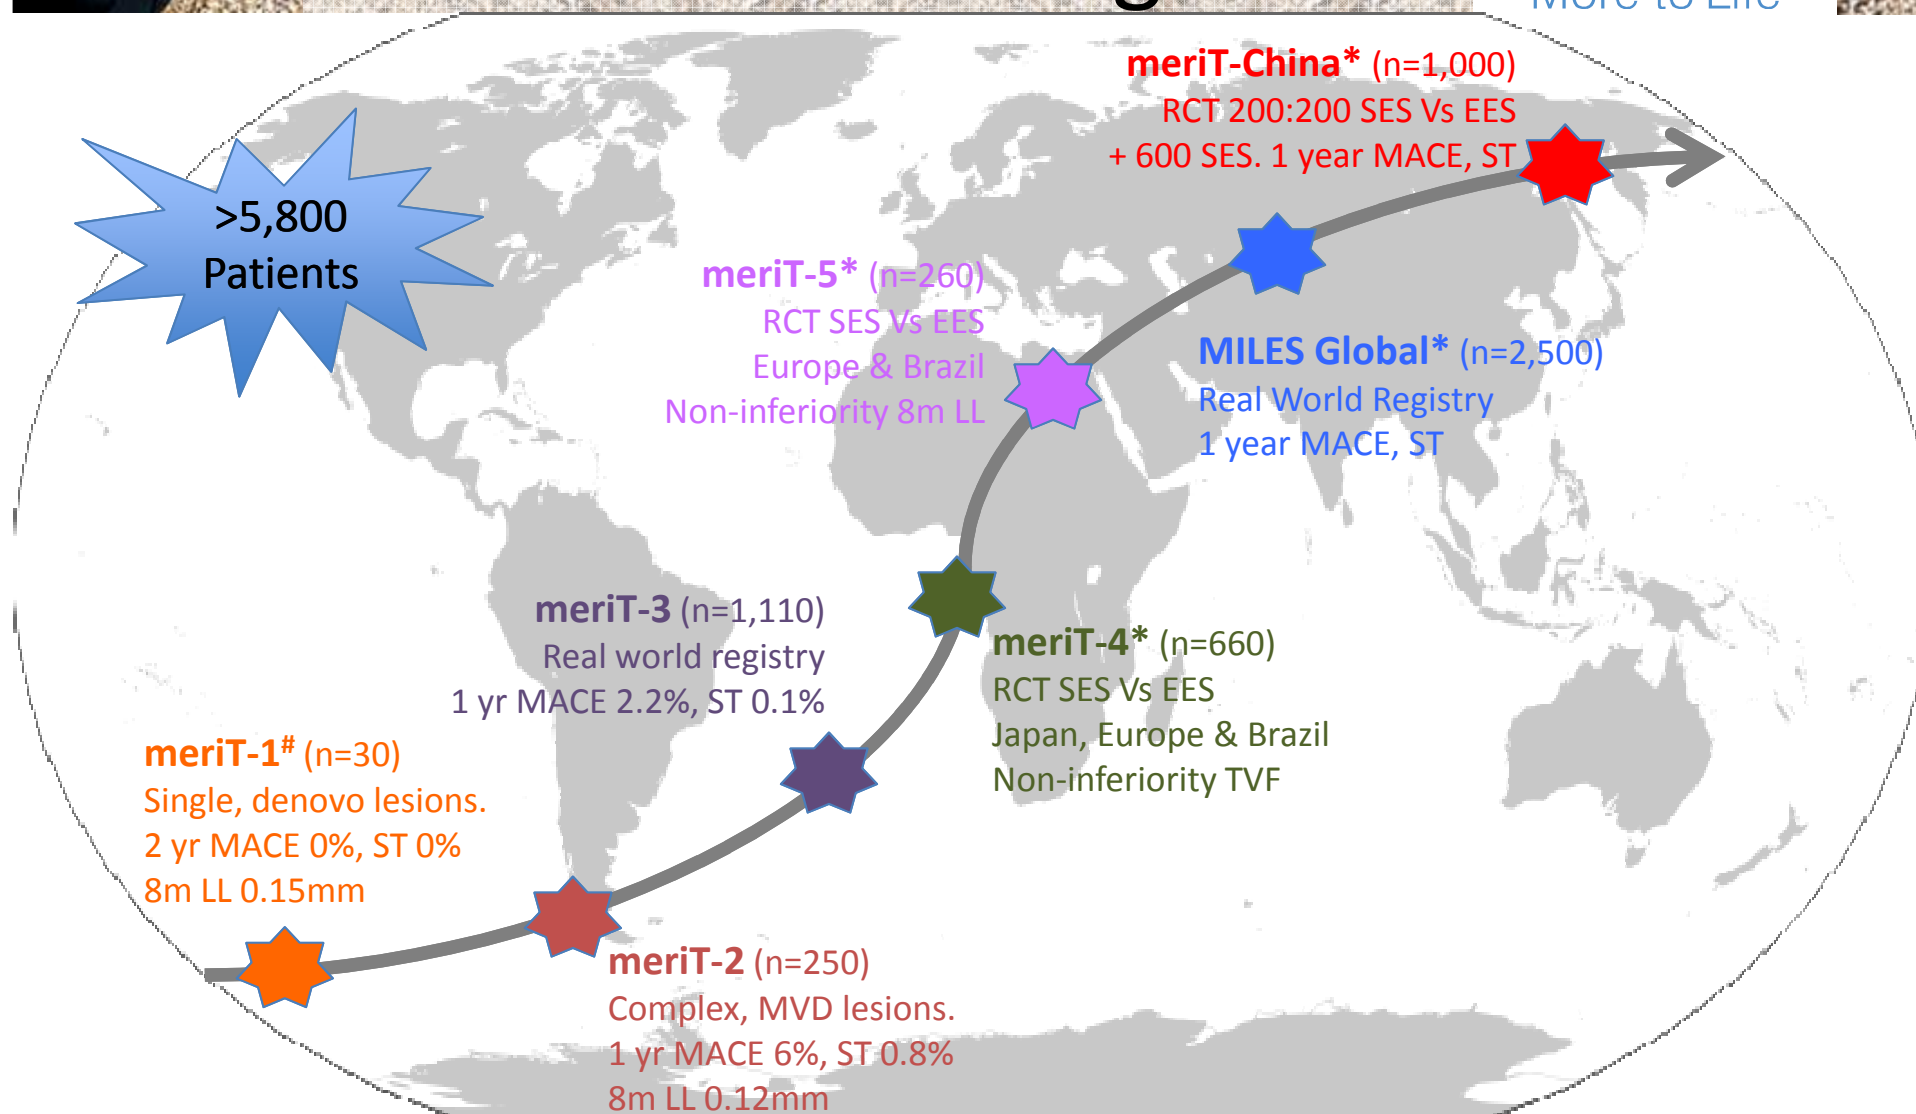 More to Life
meriT-China* (n=1,000)
RCT 200:200 SES Vs EES
+ 600 SES. 1 year MACE, ST
>5,800
Patients
meriT-5* (n=260)
RCT SES Vs EES
Europe & Brazil
Non-inferiority 8m LL
MILES Global* (n=2,500)
Real World Registry
1 year MACE, ST
meriT-3 (n=1,110)
Real world registry
1 yr MACE 2.2%, ST 0.1%
meriT-4* (n=660)
RCT SES Vs EES
Japan, Europe & Brazil
Non-inferiority TVF
meriT-1# (n=30)
Single, denovo lesions.
2 yr MACE 0%, ST 0%
8m LL 0.15mm
meriT-2 (n=250)
Complex, MVD lesions.
1 yr MACE 6%, ST 0.8%
8m LL 0.12mm